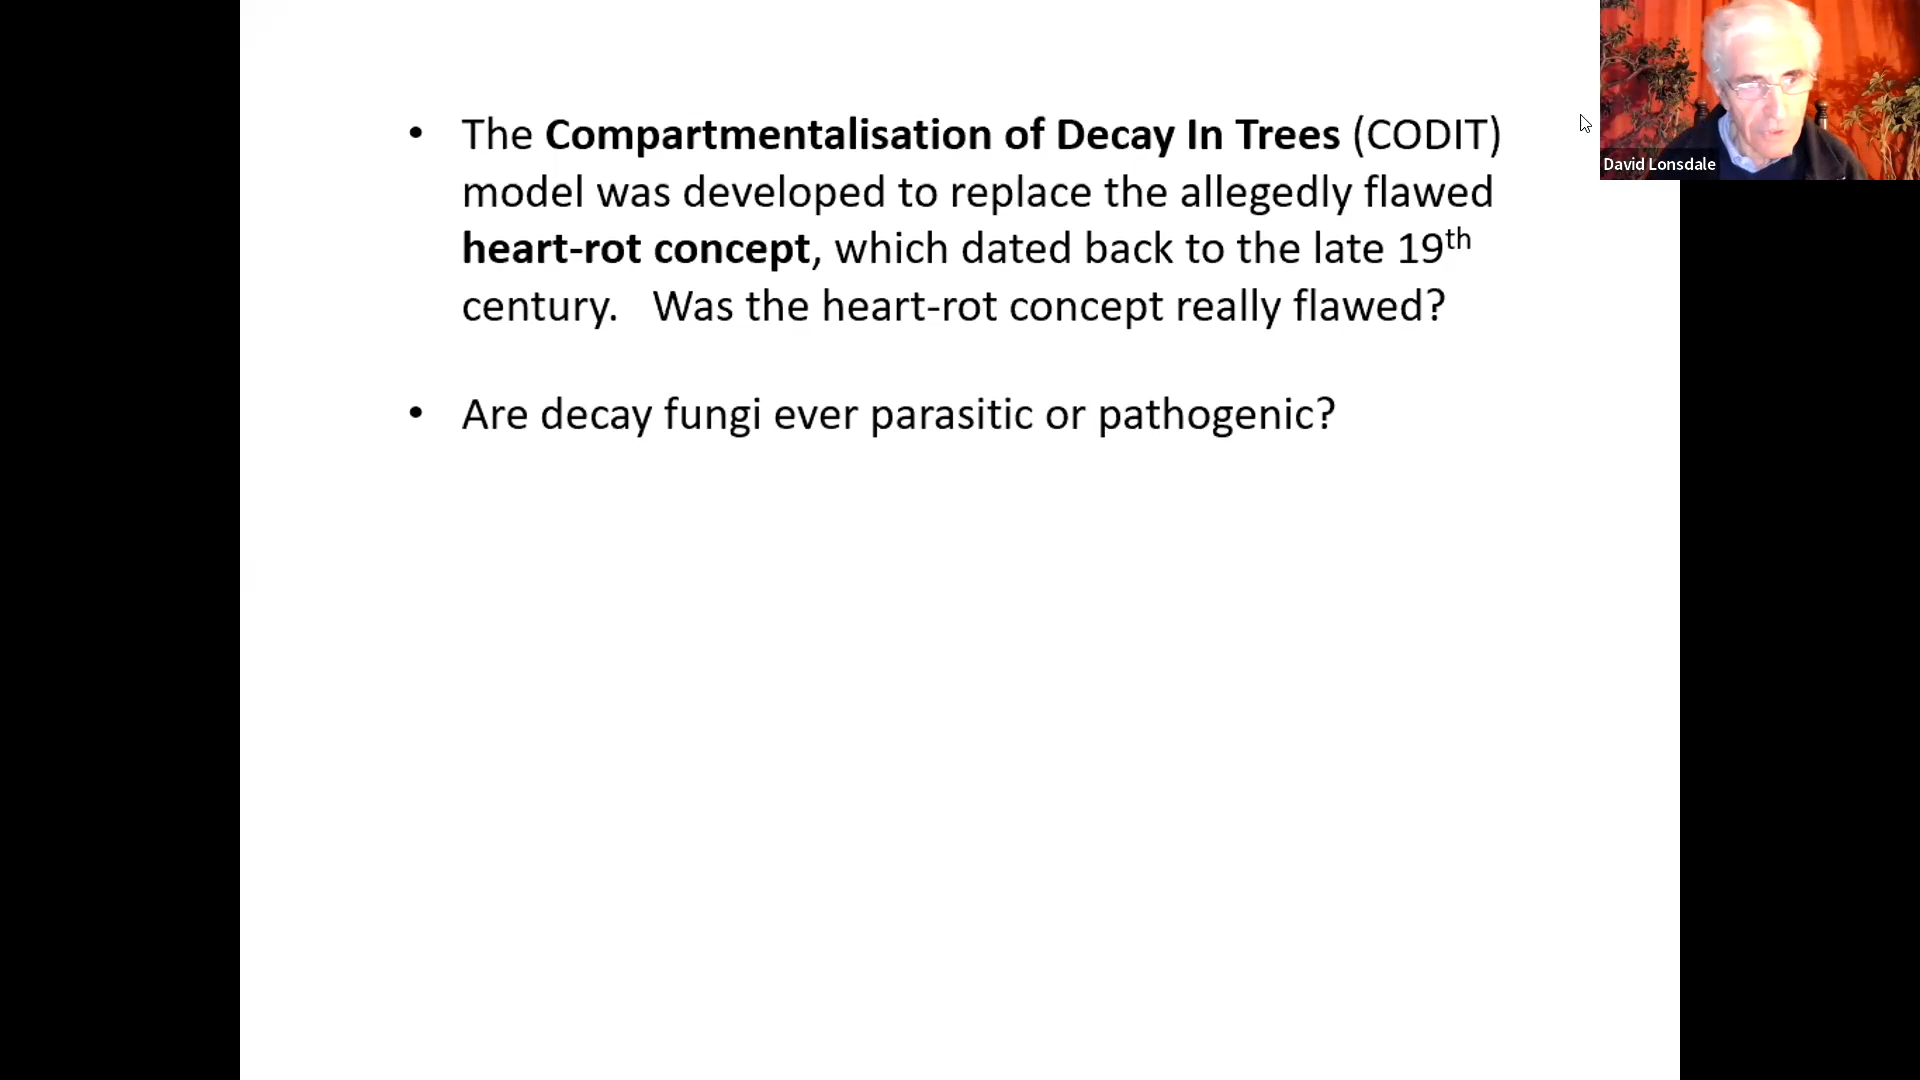 • The Compartmentalisation of Decay In Trees (CODIT)
model was developed to replace the allegedly flawed
heart-rot concept, which dated back to the late 19th
century. Was the heart-rot concept really flawed?
• Are decay fungi ever parasitic or pathogenic?
David Lonsdale